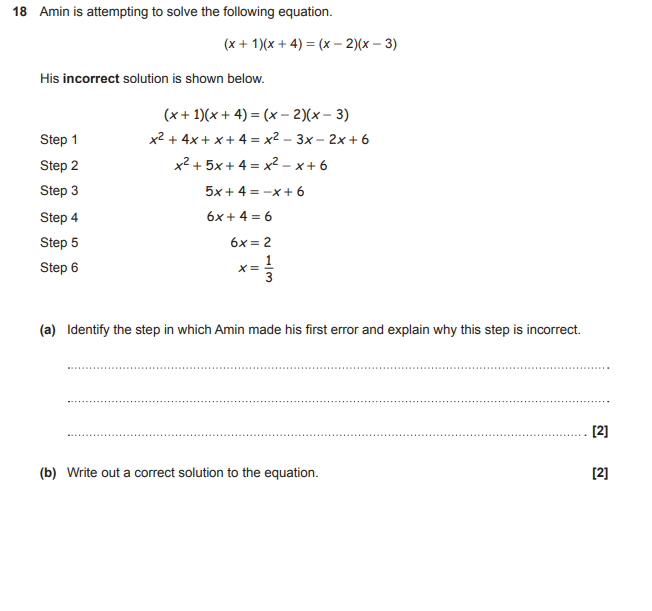 18 Amin is attempting to solve the following equation.
(x + 1)(x + 4) = (x – 2)(x – 3)
His incorrect solution is shown below.
(x + 1)(x + 4) = (x – 2)(x – 3)
Step 1 x² + 4x + x + 4 = x² – 3x – 2x + 6
Step 2 x² + 5x + 4 = x² – x + 6
Step 3 5x + 4 = –x + 6
Step 4 6x + 4 = 6
Step 5 6x = 2
Step 6 x = 1/3
(a) Identify the step in which Amin made his first error and explain why this step is incorrect.
[2]
(b) Write out a correct solution to the equation. [2]